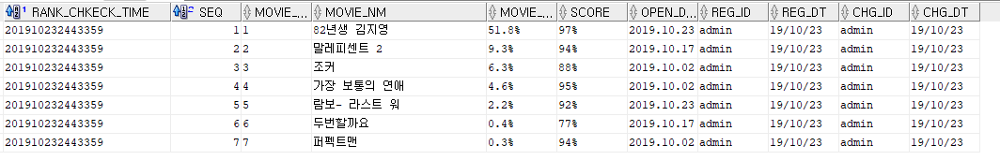 RANK_CHKECK_TIME SEQ MOVIE_... MOVIE_NM MOVIE_... SCORE OPEN_D... REG_ID REG_DT CHG_ID CHG_DT
201910232443359 1 1 82년생 김지영 51.8% 97% 2019.10.23 admin 19/10/23 admin 19/10/23
201910232443359 2 2 말레피센트 2 9.3% 94% 2019.10.17 admin 19/10/23 admin 19/10/23
201910232443359 3 3 조커 6.3% 88% 2019.10.02 admin 19/10/23 admin 19/10/23
201910232443359 4 4 가장 보통의 연애 4.6% 95% 2019.10.02 admin 19/10/23 admin 19/10/23
201910232443359 5 5 람보- 라스트 워 2.2% 92% 2019.10.23 admin 19/10/23 admin 19/10/23
201910232443359 6 6 두번할까요 0.4% 77% 2019.10.17 admin 19/10/23 admin 19/10/23
201910232443359 7 7 퍼펙트맨 0.3% 94% 2019.10.02 admin 19/10/23 admin 19/10/23